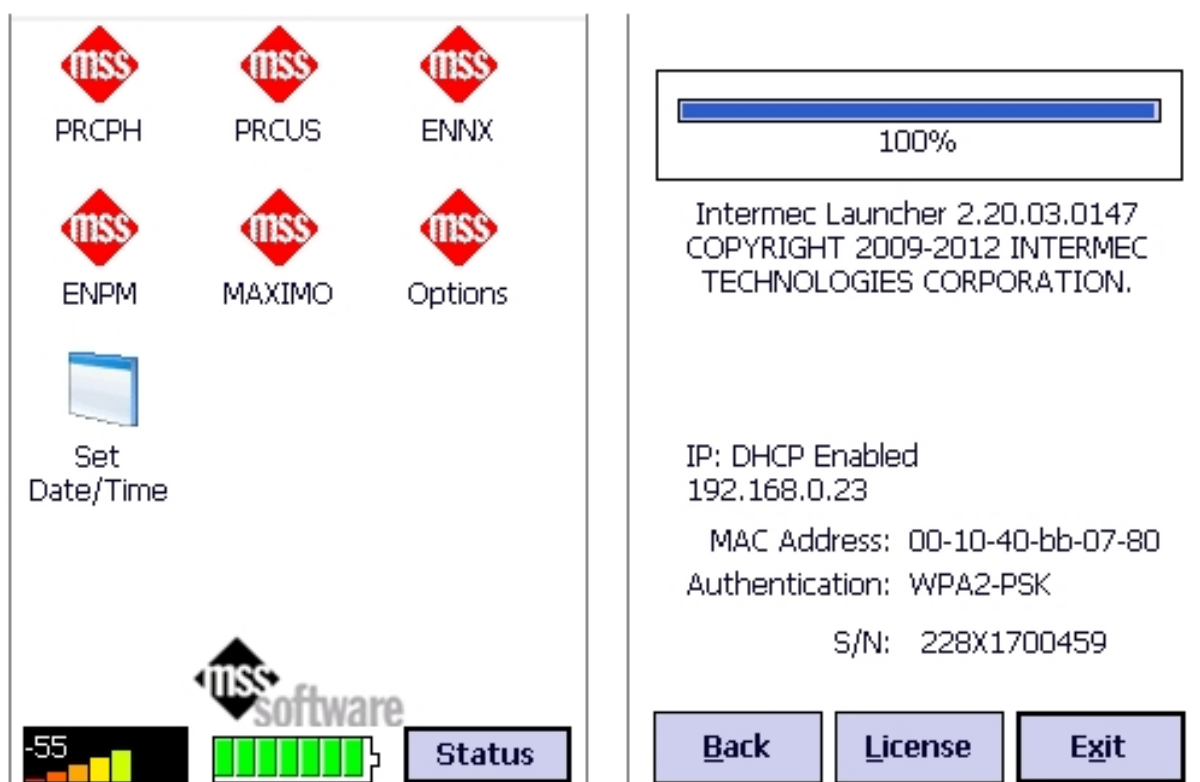 mss mss mss
PRCPH PRCUS ENNX
mss mss mss
ENPM MAXIMO Options
Set
Date/Time
mss
software
-55
Status
100%
Intermec Launcher 2.20.03.0147
COPYRIGHT 2009-2012 INTERMEC
TECHNOLOGIES CORPORATION.
IP: DHCP Enabled
192.168.0.23
MAC Address: 00-10-40-bb-07-80
Authentication: WPA2-PSK
S/N: 228X1700459
Back License Exit